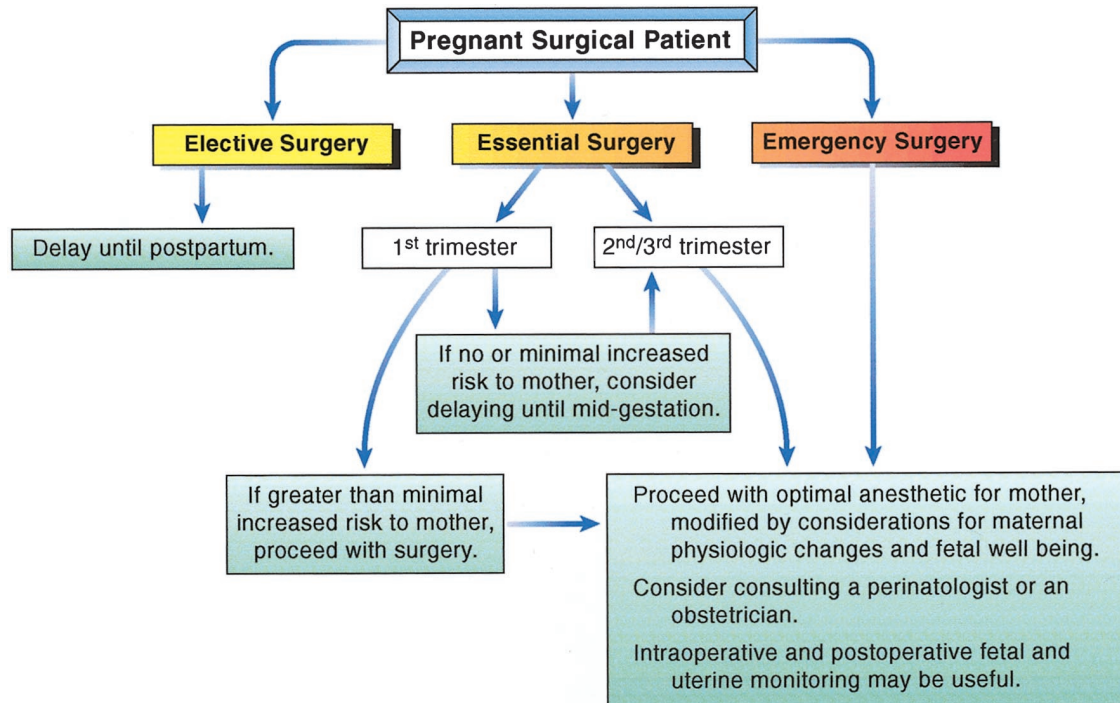 Pregnant Surgical Patient
Elective Surgery
Essential Surgery
Emergency Surgery
Delay until postpartum.
1st trimester
2nd/3rd trimester
If no or minimal increased
risk to mother, consider
delaying until mid-gestation.
If greater than minimal
increased risk to mother,
proceed with surgery.
Proceed with optimal anesthetic for mother,
modified by considerations for maternal
physiologic changes and fetal well being.
Consider consulting a perinatologist or an
obstetrician.
Intraoperative and postoperative fetal and
uterine monitoring may be useful.